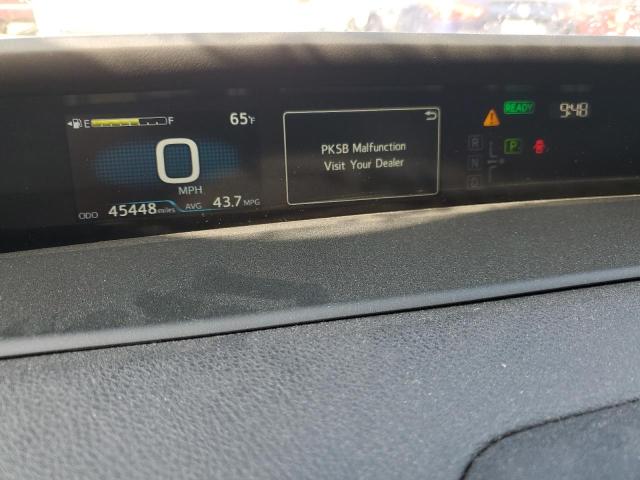 E F 65°F
0
MPH
ODO 45448 miles AVG 43.7 MPG
PKSB Malfunction
Visit Your Dealer
READY 9:48
R
N P
D